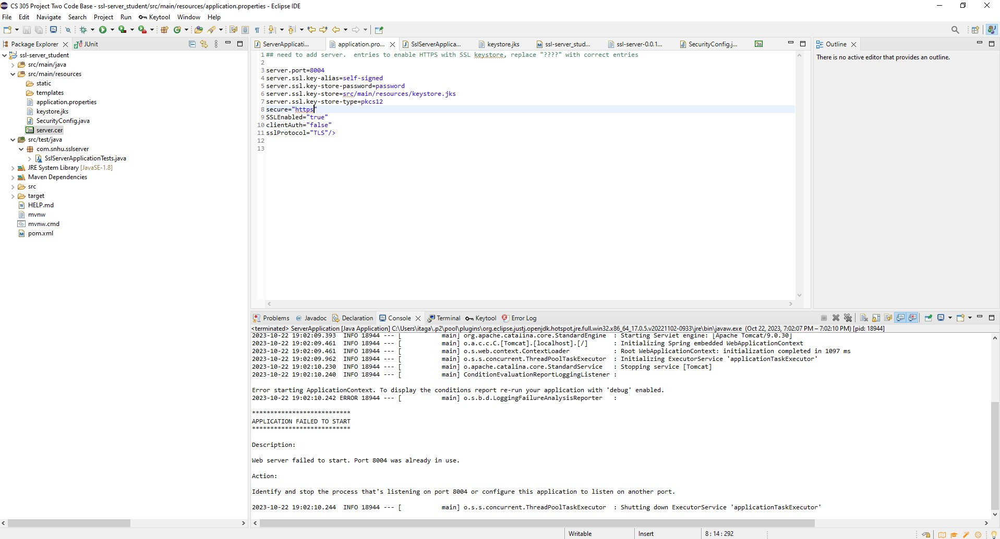 CS 305 Project Two Code Base - ssl-server_student/src/main/resources/application.properties - Eclipse IDE
File Edit Navigate Search Project Run Keytool Window Help
Package Explorer
JUnit
ssl-server_student
src/main/java
src/main/resources
static
templates
application.properties
keystore.jks
SecurityConfig.java
server.cer
src/test/java
com.snhu.sslserver
SslServerApplicationTests.java
JRE System Library [JavaSE-1.8]
Maven Dependencies
src
target
HELP.md
mvnw
mvnw.cmd
pom.xml
ServerApplicati... application.pro... SslServerApplica... keystore.jks ssl-server_stud... ssl-server-0.0.1... SecurityConfig.j...
1 ## need to add server.  entries to enable HTTPS with SSL keystore, replace "????" with correct entries
2
3 server.port=8004
4 server.ssl.key-alias=self-signed
5 server.ssl.key-store-password=password
6 server.ssl.key-store=src/main/resources/keystore.jks
7 server.ssl.key-store-type=pkcs12
8 secure="https"
9 SSLEnabled="true"
10 clientAuth="false"
11 sslProtocol="TLS"/>
12
13
Outline
There is no active editor that provides an outline.
Problems @ Javadoc Declaration Console Terminal Keytool Error Log
<terminated> ServerApplication [Java Application] C:\Users\itaga\.p2\pool\plugins\org.eclipse.justj.openjdk.hotspot.jre.full.win32.x86_64_17.0.5.v20221102-0933\jre\bin\javaw.exe (Oct 22, 2023, 7:02:07 PM – 7:02:10 PM) [pid: 18944]
2023-10-22 19:02:09.393  INFO 18944 --- [           main] org.apache.catalina.core.StandardEngine  : Starting Servlet engine: [Apache Tomcat/9.0.30]
2023-10-22 19:02:09.461  INFO 18944 --- [           main] o.a.c.c.C.[Tomcat].[localhost].[/]       : Initializing Spring embedded WebApplicationContext
2023-10-22 19:02:09.461  INFO 18944 --- [           main] o.s.web.context.ContextLoader            : Root WebApplicationContext: initialization completed in 1097 ms
2023-10-22 19:02:09.962  INFO 18944 --- [           main] o.s.s.concurrent.ThreadPoolTaskExecutor  : Initializing ExecutorService 'applicationTaskExecutor'
2023-10-22 19:02:10.230  INFO 18944 --- [           main] o.apache.catalina.core.StandardService   : Stopping service [Tomcat]
2023-10-22 19:02:10.240  INFO 18944 --- [           main] ConditionEvaluationReportLoggingListener :
Error starting ApplicationContext. To display the conditions report re-run your application with 'debug' enabled.
2023-10-22 19:02:10.242 ERROR 18944 --- [           main] o.s.b.d.LoggingFailureAnalysisReporter   :
***************************
APPLICATION FAILED TO START
***************************
Description:
Web server failed to start. Port 8004 was already in use.
Action:
Identify and stop the process that's listening on port 8004 or configure this application to listen on another port.
2023-10-22 19:02:10.244  INFO 18944 --- [           main] o.s.s.concurrent.ThreadPoolTaskExecutor  : Shutting down ExecutorService 'applicationTaskExecutor'
Writable Insert 8 : 14 : 292